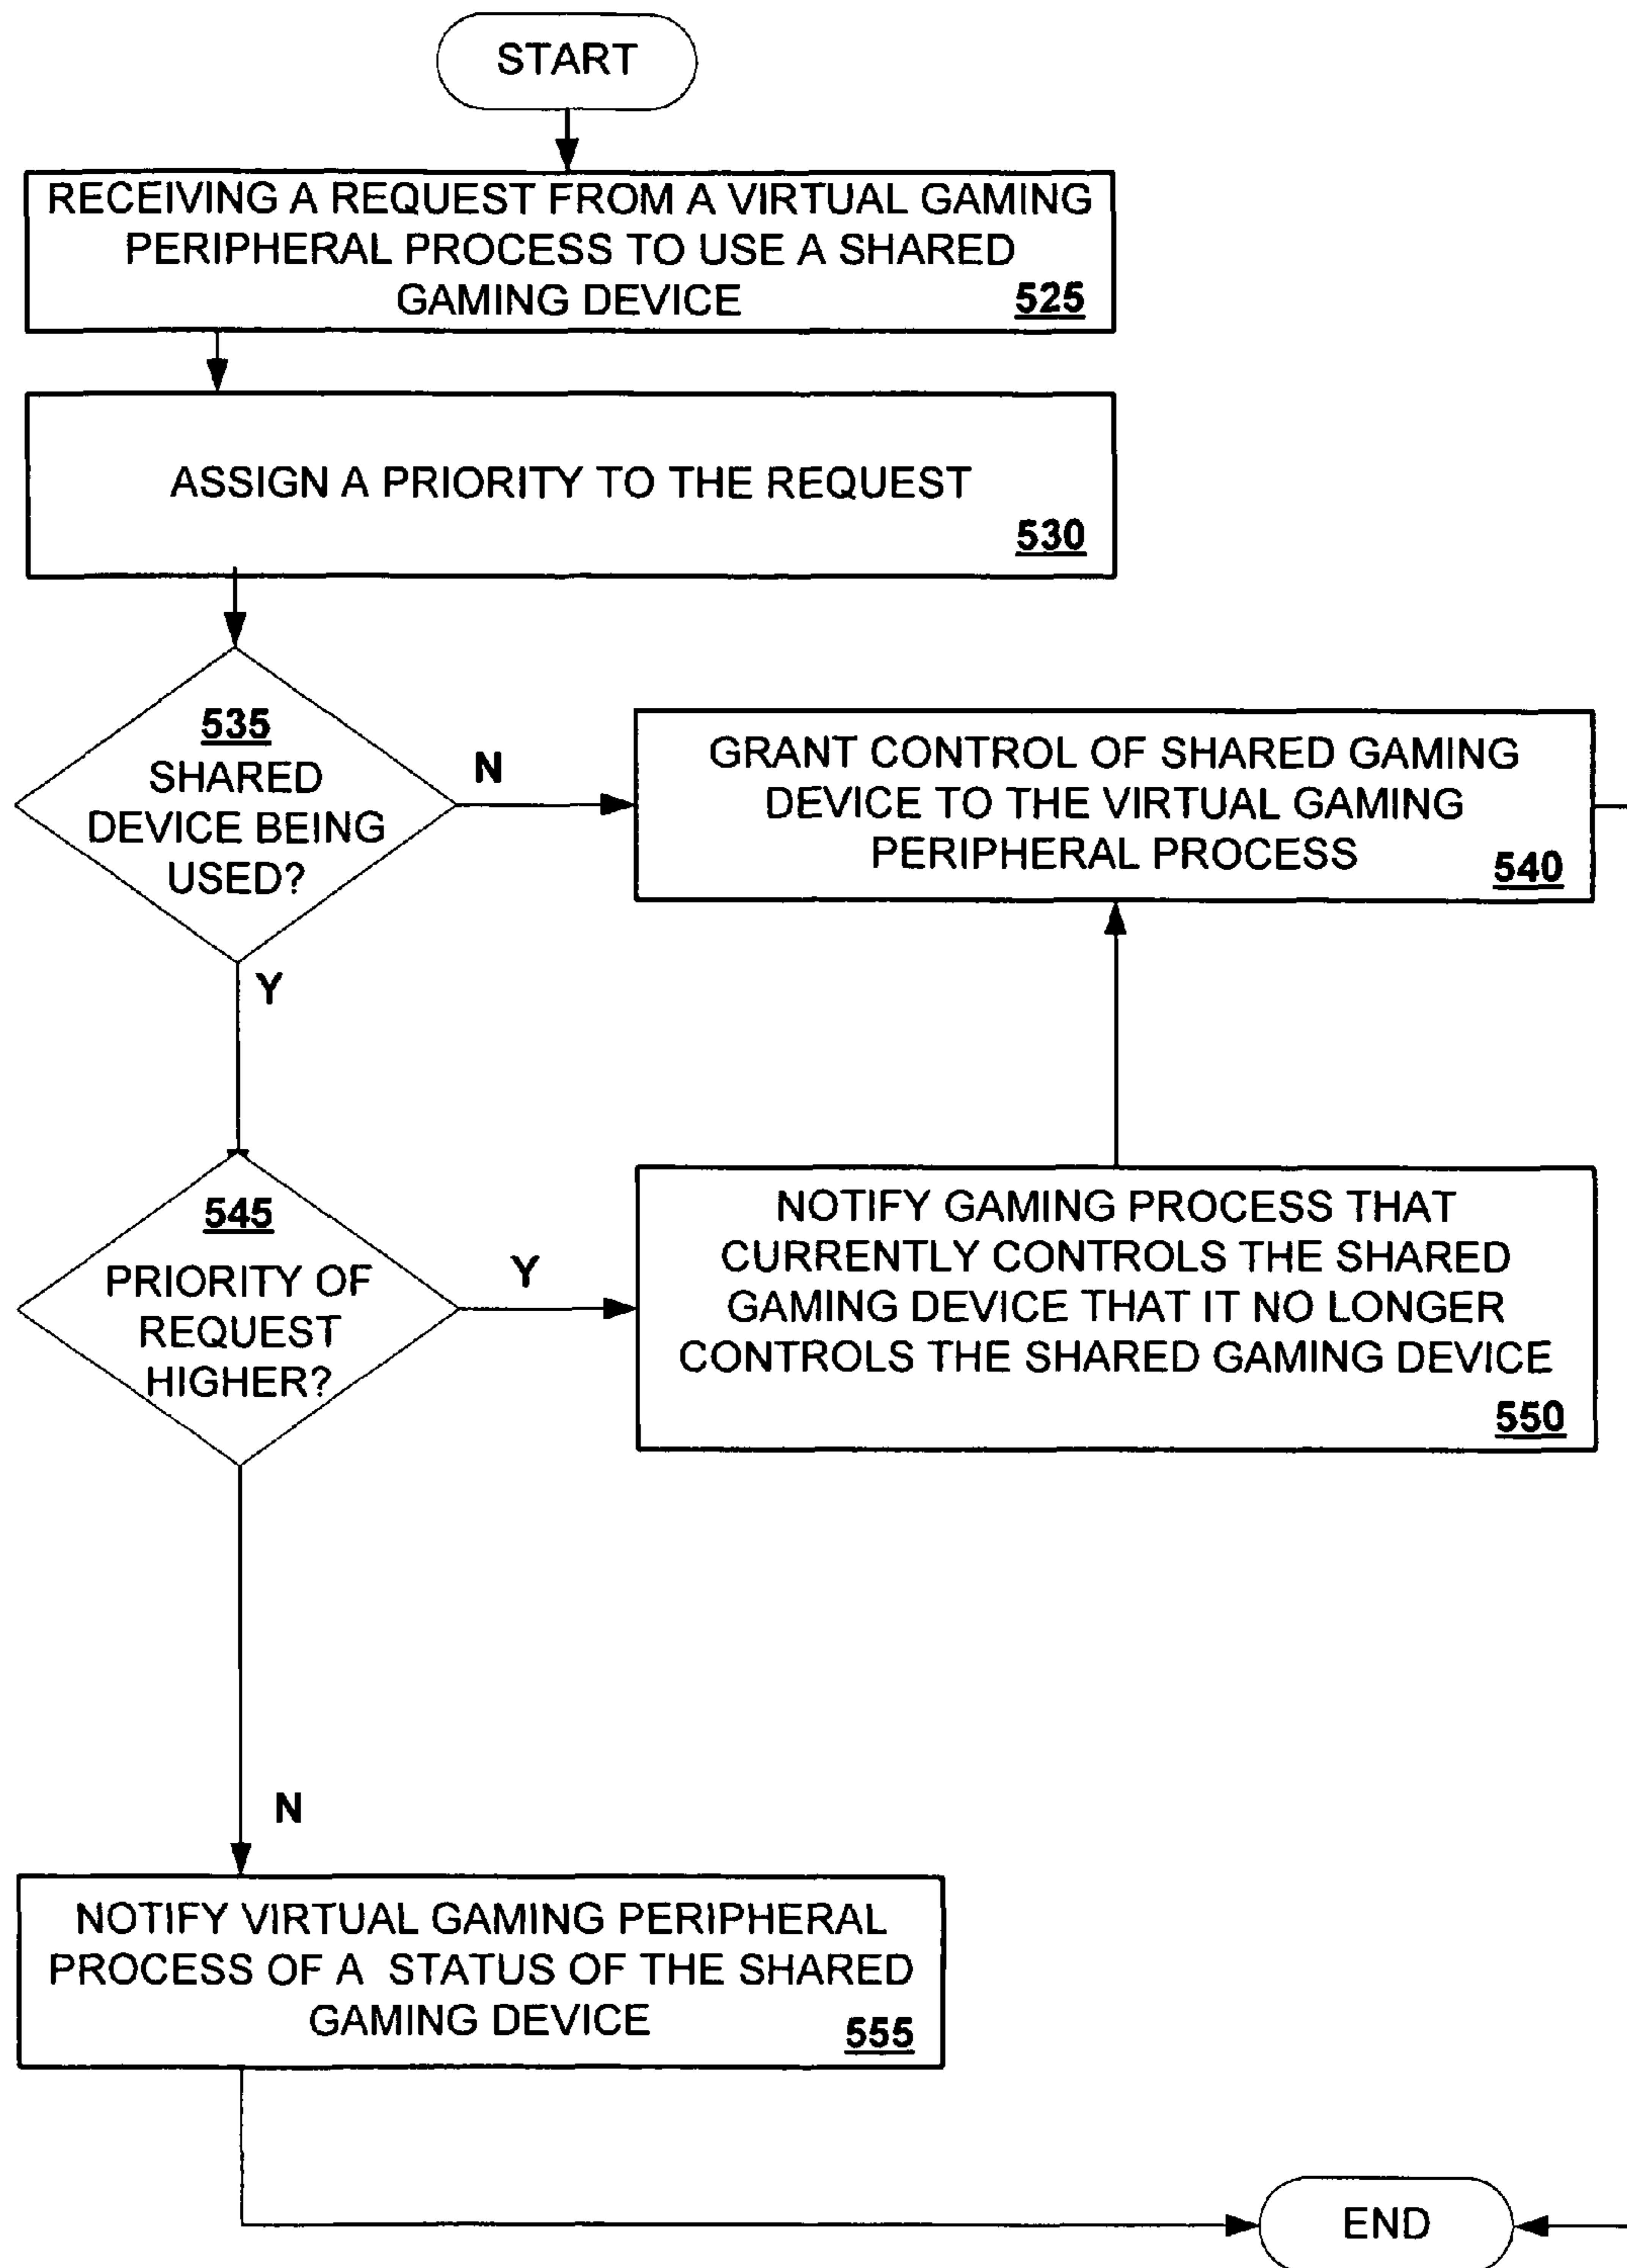 START
RECEIVING A REQUEST FROM A VIRTUAL GAMING
PERIPHERAL PROCESS TO USE A SHARED
GAMING DEVICE 525
ASSIGN A PRIORITY TO THE REQUEST
530
535
SHARED
DEVICE BEING
USED?
N
GRANT CONTROL OF SHARED GAMING
DEVICE TO THE VIRTUAL GAMING
PERIPHERAL PROCESS 540
Y
545
PRIORITY OF
REQUEST
HIGHER?
Y
NOTIFY GAMING PROCESS THAT
CURRENTLY CONTROLS THE SHARED
GAMING DEVICE THAT IT NO LONGER
CONTROLS THE SHARED GAMING DEVICE
550
N
NOTIFY VIRTUAL GAMING PERIPHERAL
PROCESS OF A STATUS OF THE SHARED
GAMING DEVICE 555
END